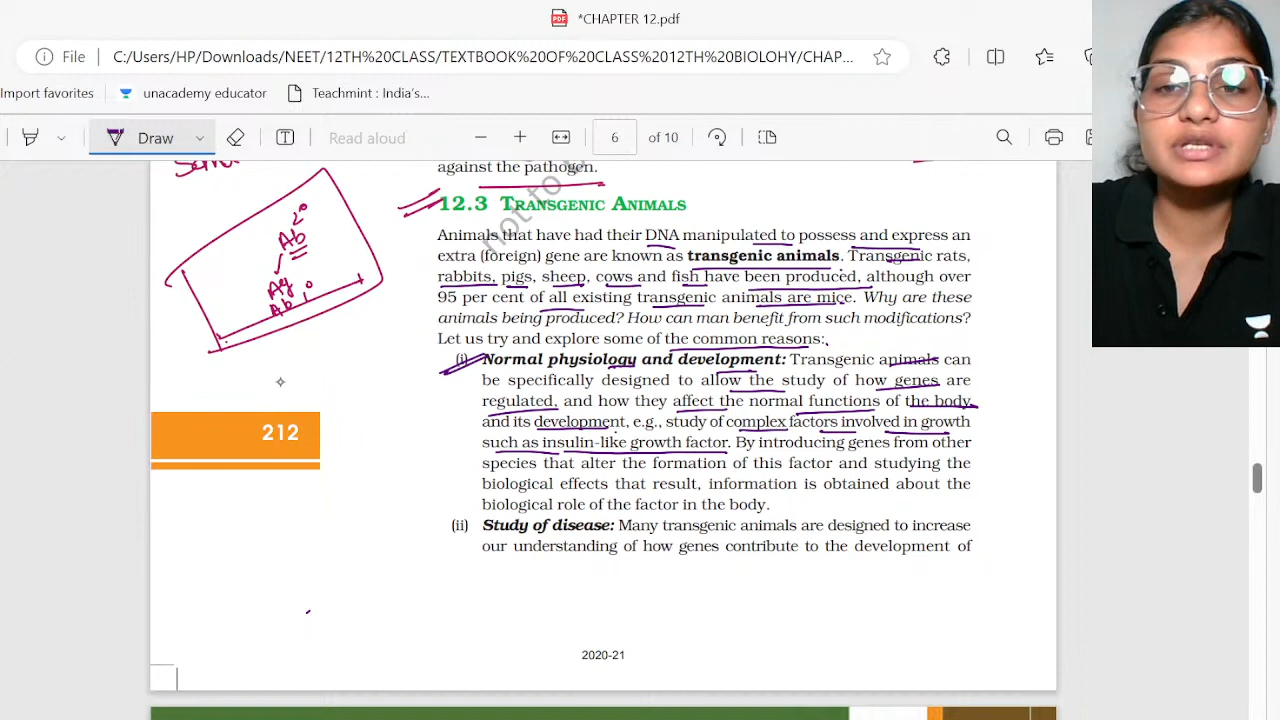 *CHAPTER 12.pdf
File C:/Users/HP/Downloads/NEET/12TH%20CLASS/TEXTBOOK%20OF%20CLASS%2012TH%20BIOLOHY/CHAP...
Import favorites unacademy educator Teachmint : India's...
Draw Read aloud 6 of 10
against the pathogen.
not to
12.3 TRANSGENIC ANIMALS
2°
Ab
Ag
Ab 1°
Animals that have had their DNA manipulated to possess and express an
extra (foreign) gene are known as transgenic animals. Transgenic rats,
rabbits, pigs, sheep, cows and fish have been produced, although over
95 per cent of all existing transgenic animals are mice. Why are these
animals being produced? How can man benefit from such modifications?
Let us try and explore some of the common reasons:
(i) Normal physiology and development: Transgenic animals can
be specifically designed to allow the study of how genes are
regulated, and how they affect the normal functions of the body
and its development, e.g., study of complex factors involved in growth
such as insulin-like growth factor. By introducing genes from other
species that alter the formation of this factor and studying the
biological effects that result, information is obtained about the
biological role of the factor in the body.
(ii) Study of disease: Many transgenic animals are designed to increase
our understanding of how genes contribute to the development of
212
2020-21